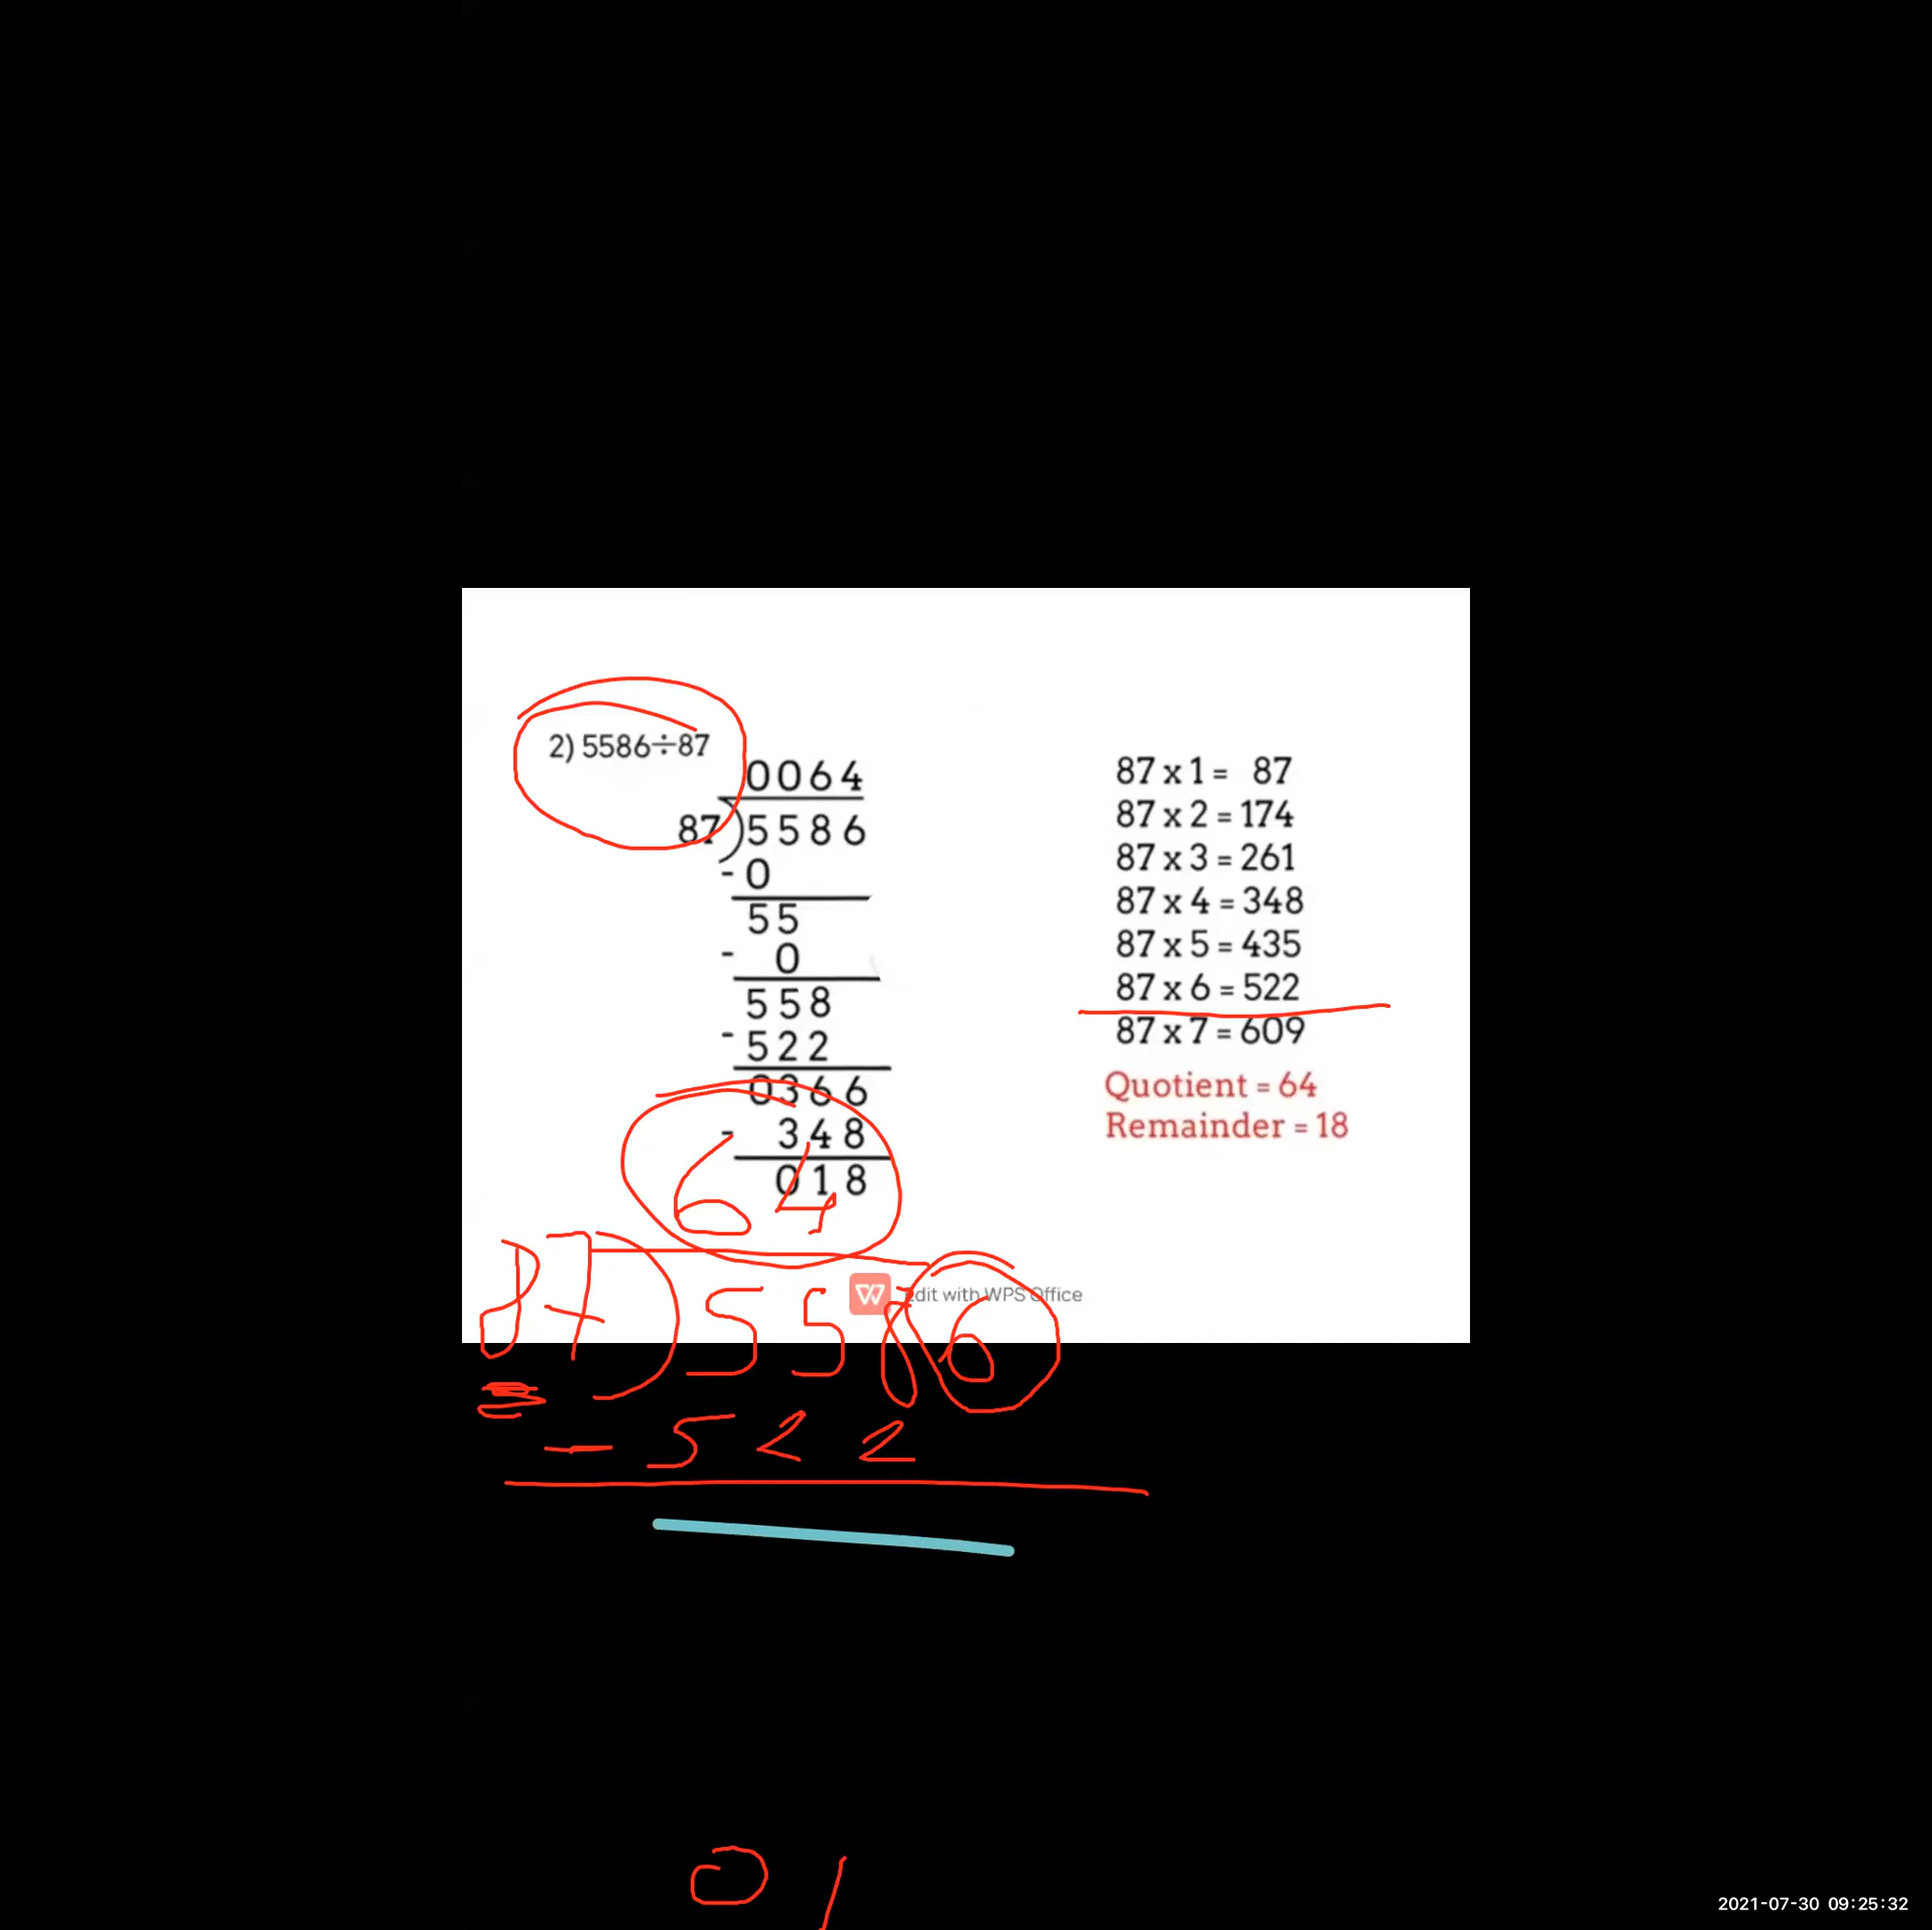 2) 5586÷87
0064
87)5586
-0
55
- 0
558
- 522
0366
- 348
018
87 x 1 = 87
87 x 2 = 174
87 x 3 = 261
87 x 4 = 348
87 x 5 = 435
87 x 6 = 522
87 x 7 = 609
Quotient = 64
Remainder = 18
Edit with WPS Office
64
87)5586
- 522
01
2021-07-30 09:25:32